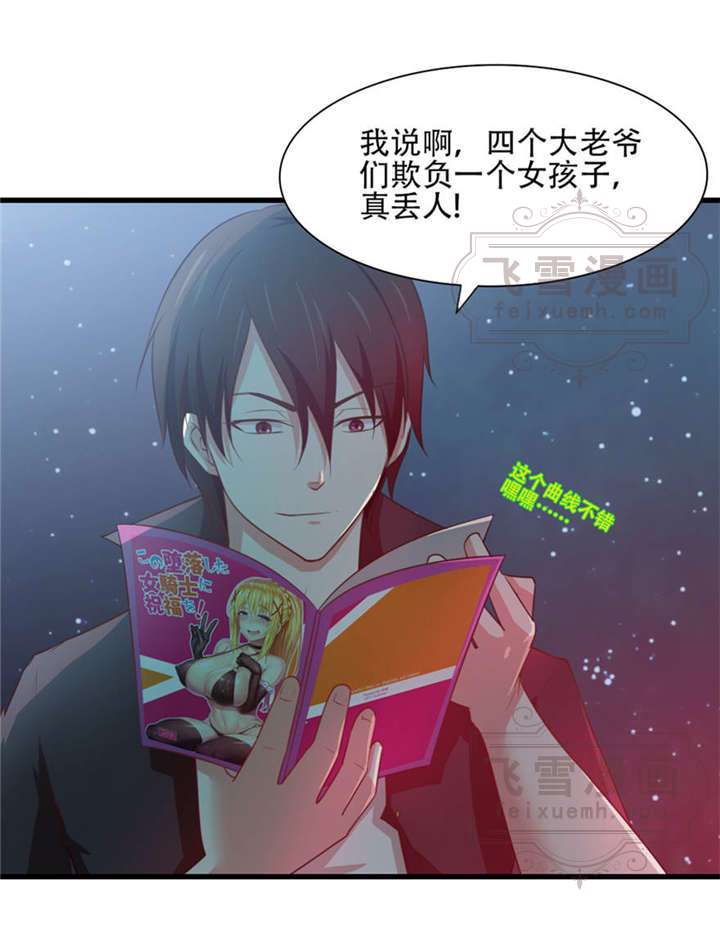 我说啊，四个大老爷
们欺负一个女孩子，
真丢人!
飞雪漫画
feixuemh.com
这个曲线不错
嘿嘿……
この堕落した
女騎士に
祝福を!
飞雪漫画
feixuemh.com